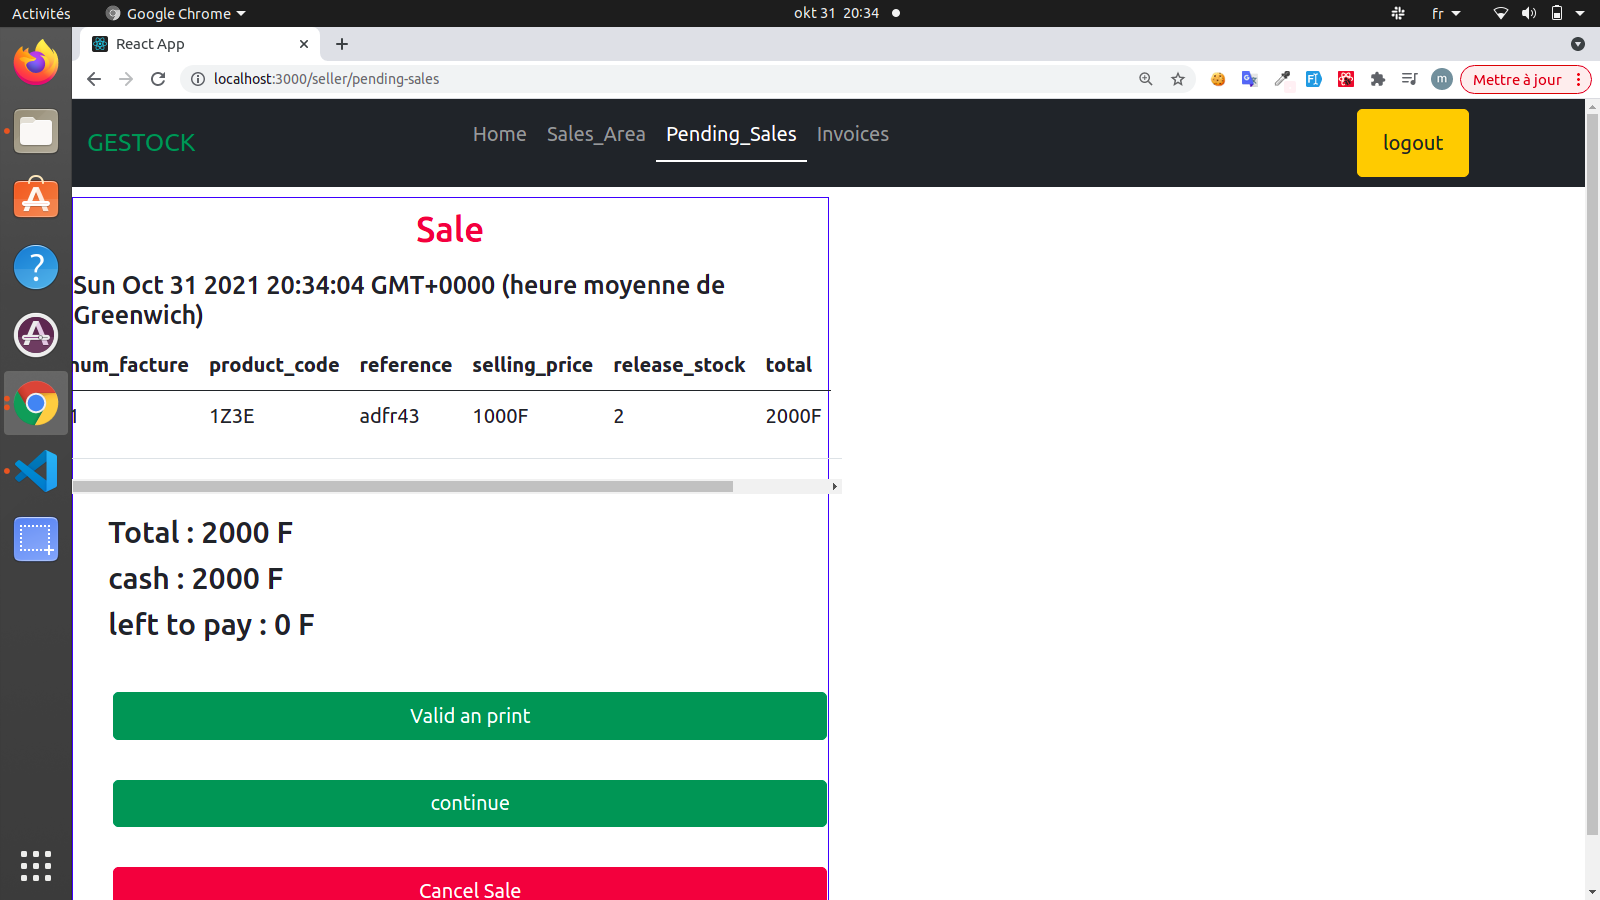 Activités
Google Chrome
okt 31 20:34
fr
React App
localhost:3000/seller/pending-sales
m
Mettre à jour
GESTOCK
Home
Sales_Area
Pending_Sales
Invoices
logout
Sale
Sun Oct 31 2021 20:34:04 GMT+0000 (heure moyenne de
Greenwich)
num_facture product_code reference selling_price release_stock total
1 1Z3E adfr43 1000F 2 2000F
Total : 2000 F
cash : 2000 F
left to pay : 0 F
Valid an print
continue
Cancel Sale